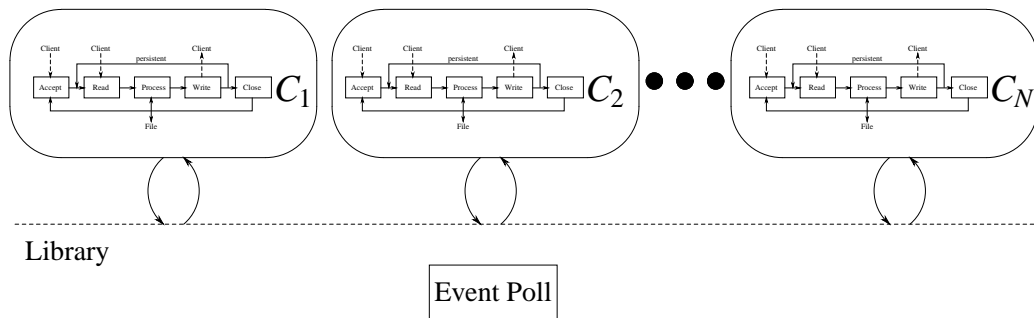 Client Client Client
persistent
Accept Read Process Write Close C1
File
Client Client Client
persistent
Accept Read Process Write Close C2
File
Client Client Client
persistent
Accept Read Process Write Close CN
File
Library
Event Poll